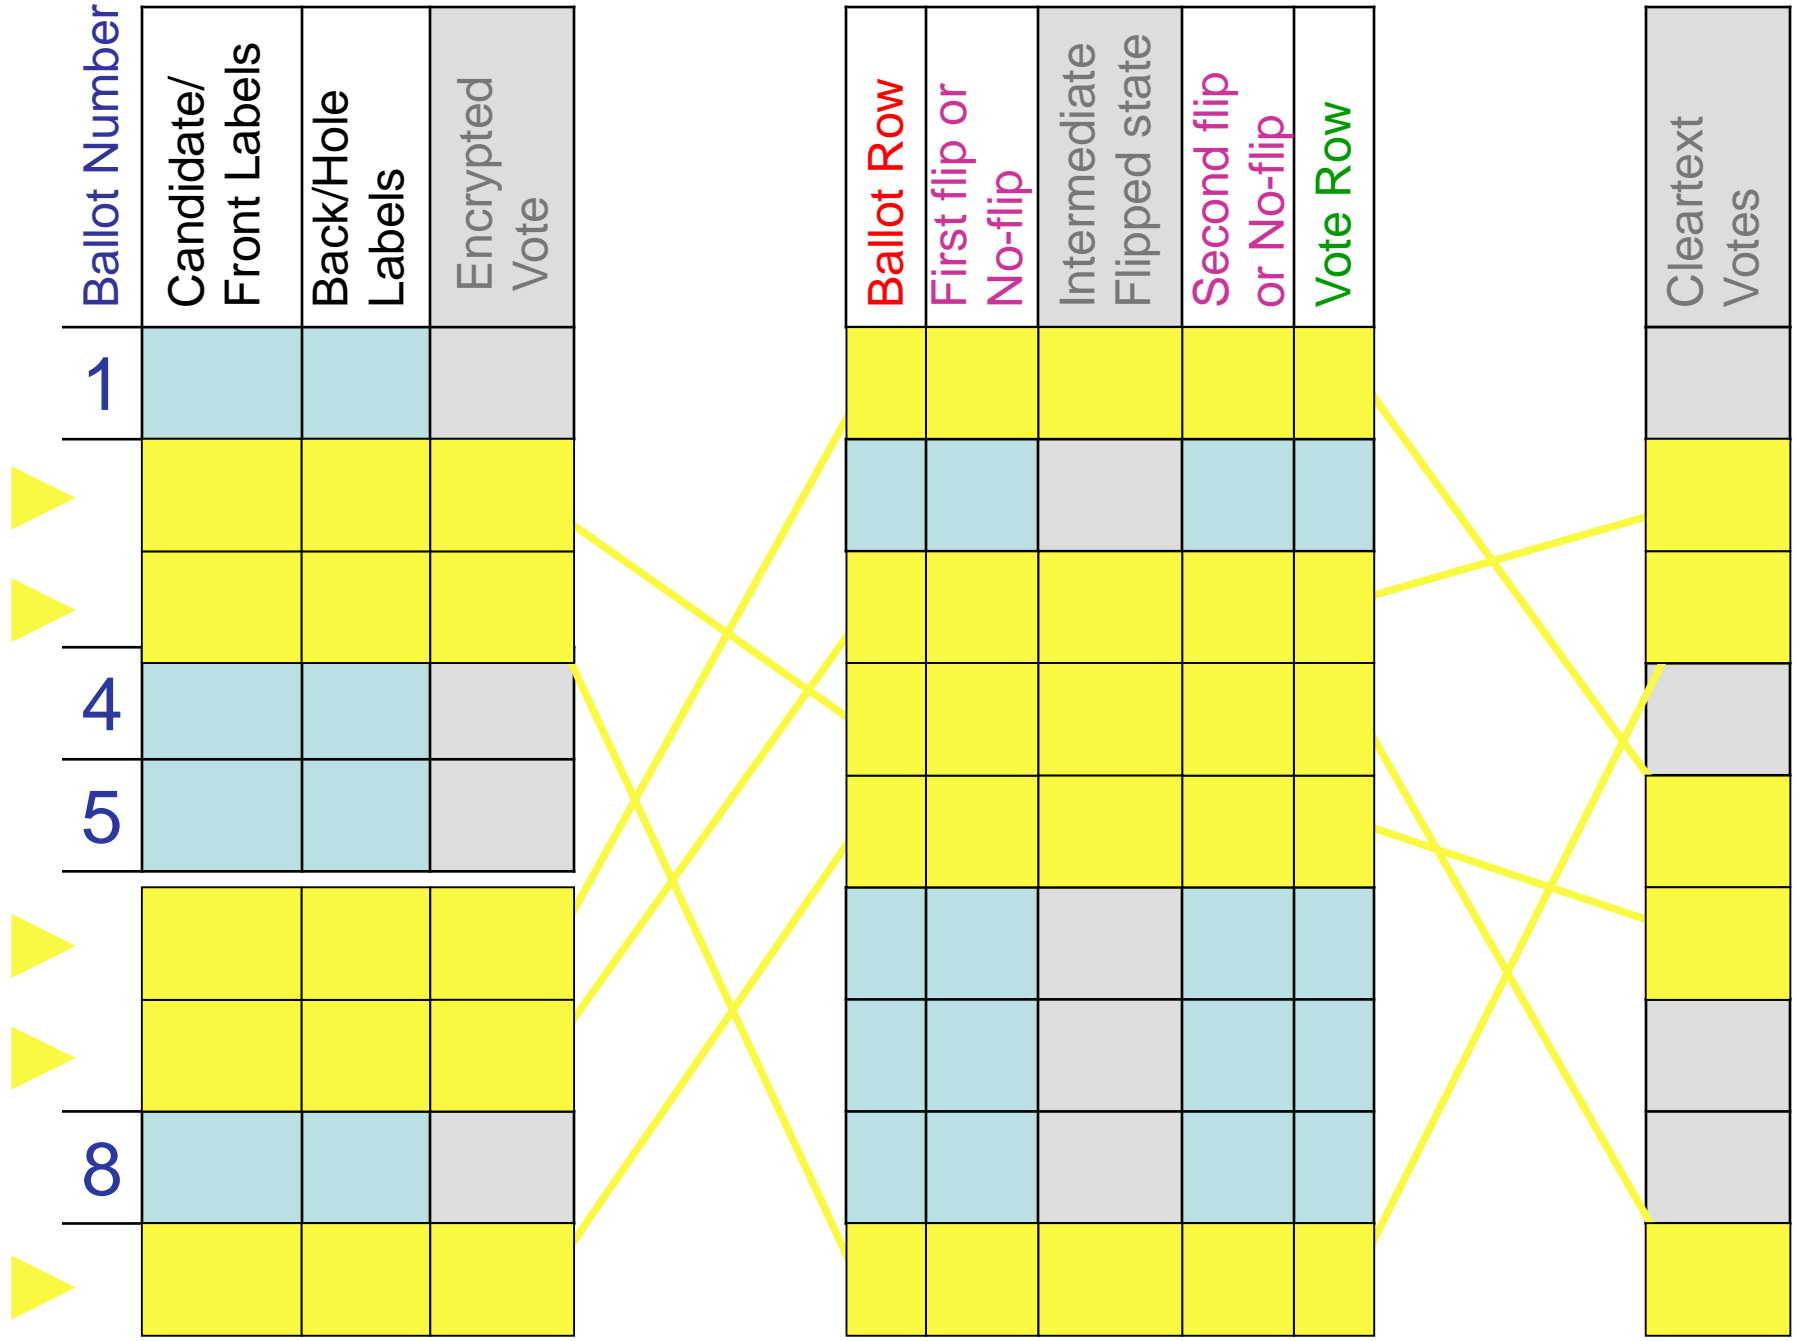 Ballot Number
Candidate/
Front Labels
Back/Hole
Labels
Encrypted
Vote
Ballot Row
First flip or
No-flip
Intermediate
Flipped state
Second flip
or No-flip
Vote Row
Cleartext
Votes
1
4
5
8